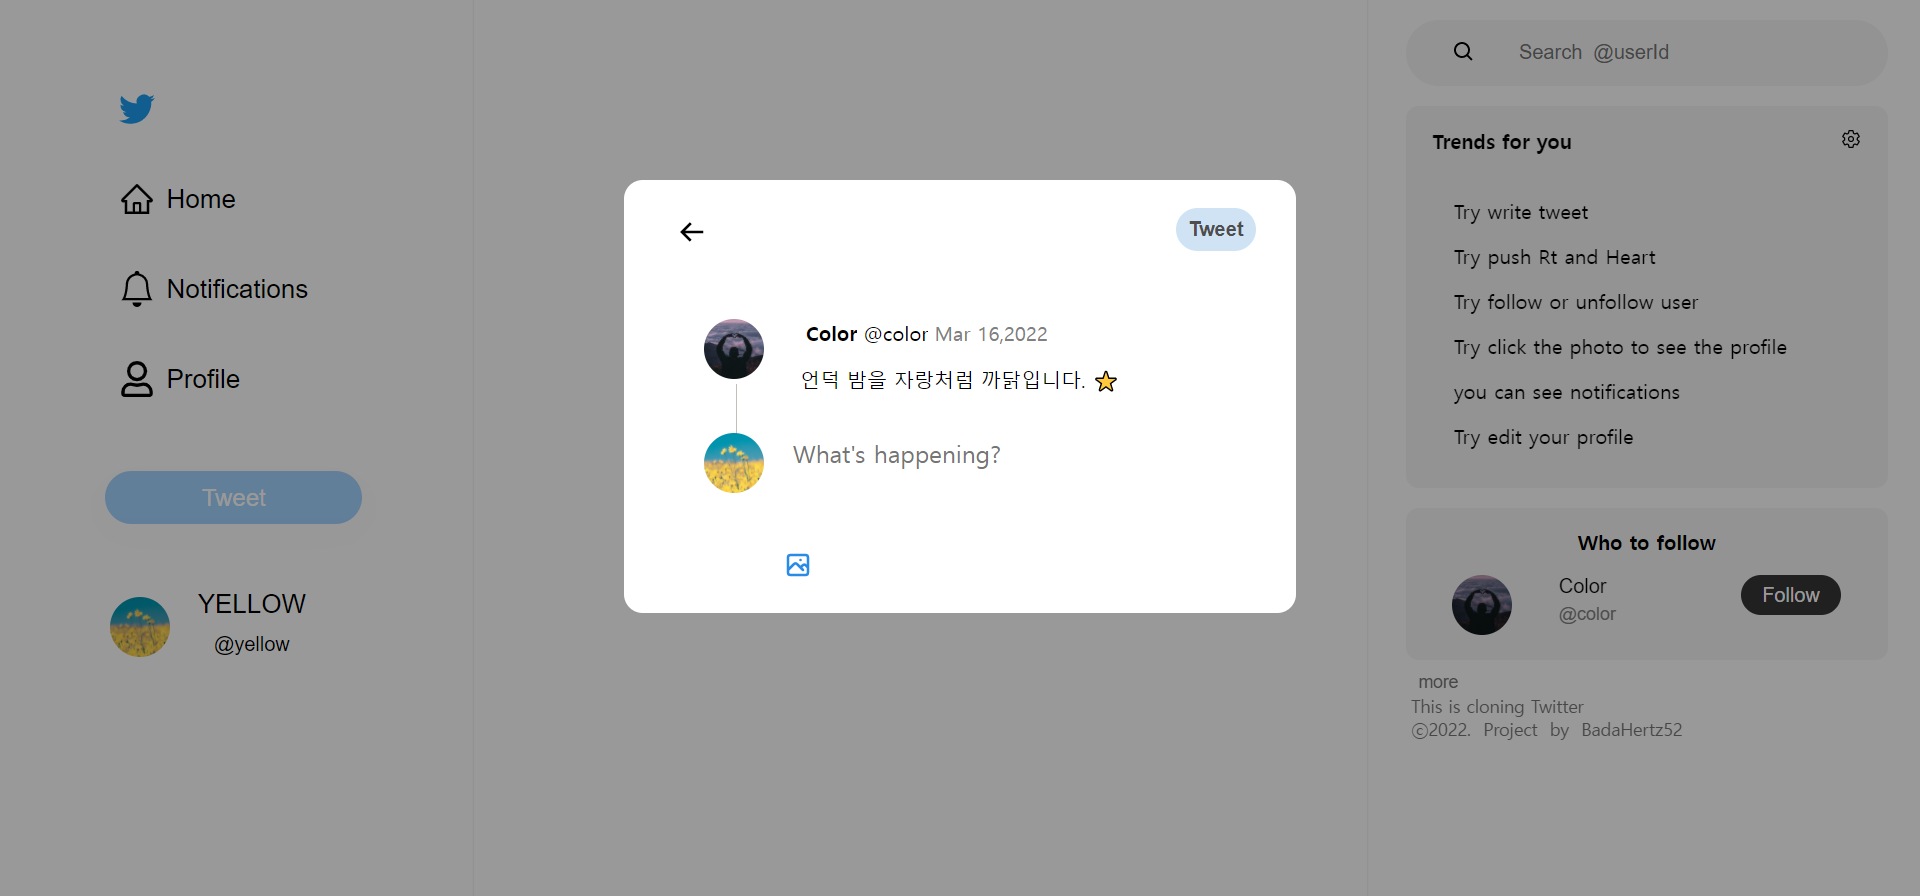 Home
Notifications
Profile
Tweet
YELLOW
@yellow
Tweet
Color @color Mar 16,2022
언덕 밤을 자랑처럼 까닭입니다. ⭐
What's happening?
Search @userId
Trends for you
Try write tweet
Try push Rt and Heart
Try follow or unfollow user
Try click the photo to see the profile
you can see notifications
Try edit your profile
Who to follow
Color
@color
Follow
more
This is cloning Twitter
ⓒ2022. Project by BadaHertz52